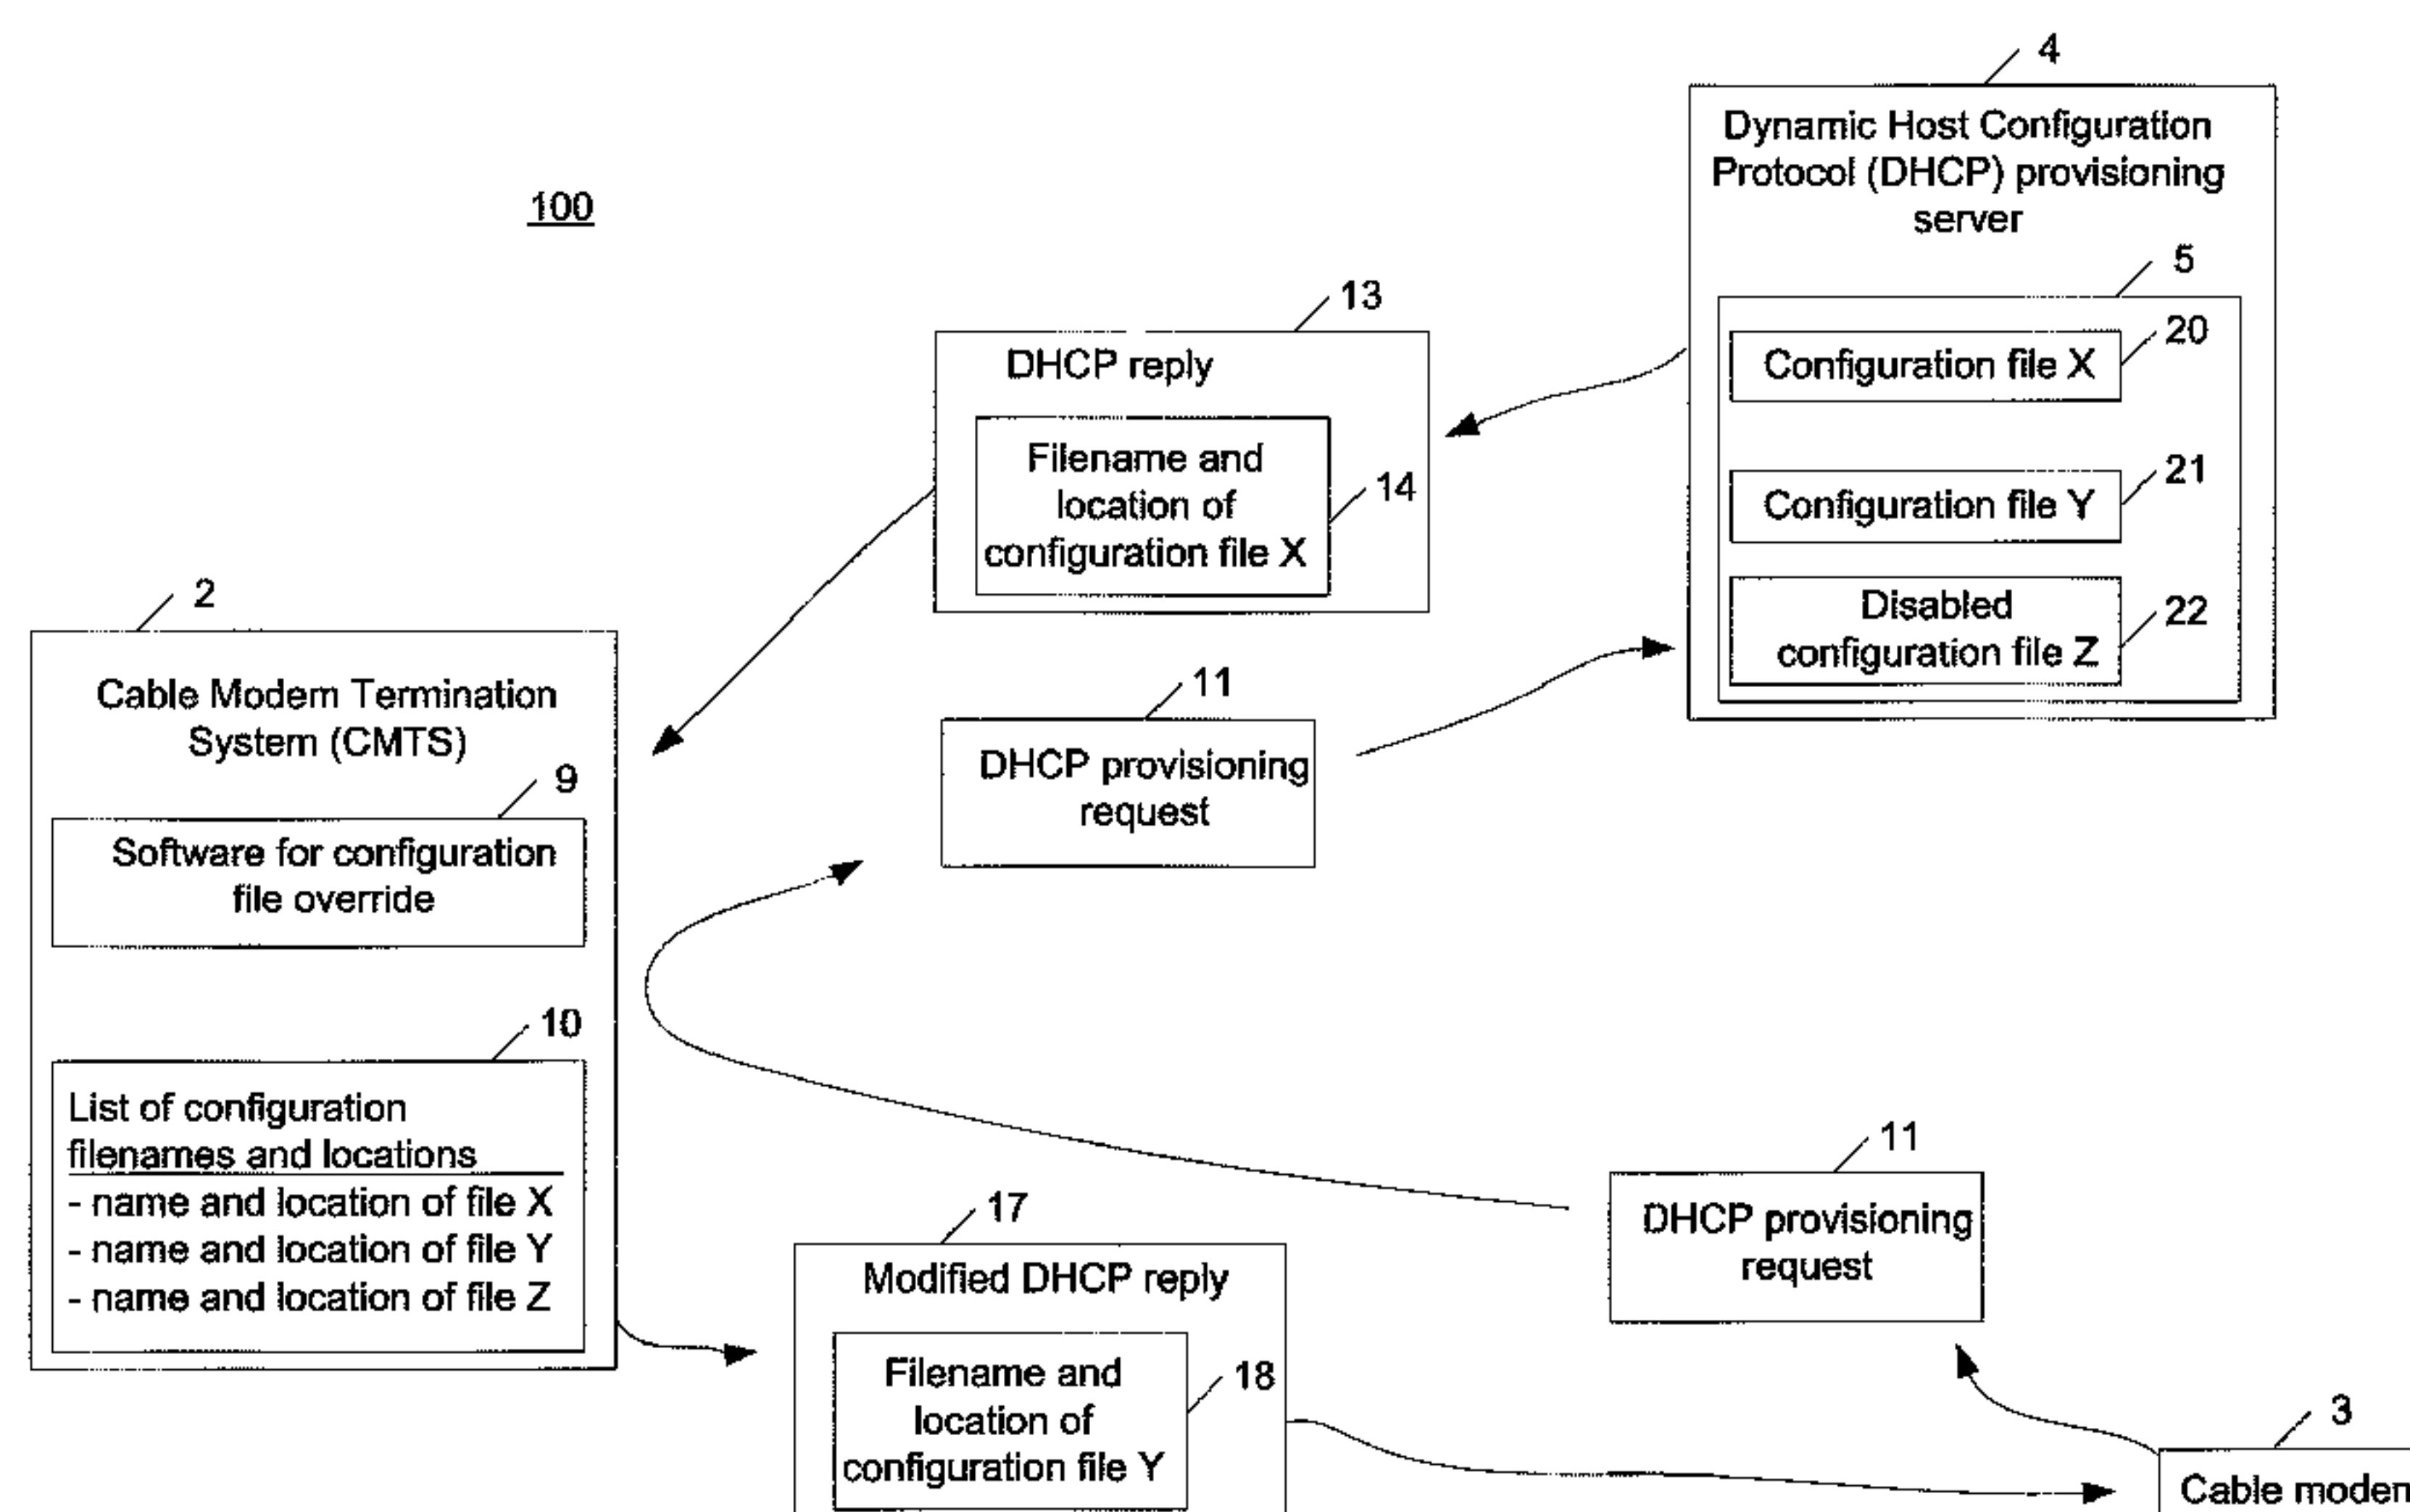 100
4
Dynamic Host Configuration
Protocol (DHCP) provisioning
server
5
Configuration file X
20
Configuration file Y
21
Disabled
configuration file Z
22
13
DHCP reply
Filename and
location of
configuration file X
14
11
DHCP provisioning
request
2
Cable Modem Termination
System (CMTS)
9
Software for configuration
file override
10
List of configuration
filenames and locations
- name and location of file X
- name and location of file Y
- name and location of file Z
17
Modified DHCP reply
Filename and
location of
configuration file Y
18
11
DHCP provisioning
request
3
Cable modem